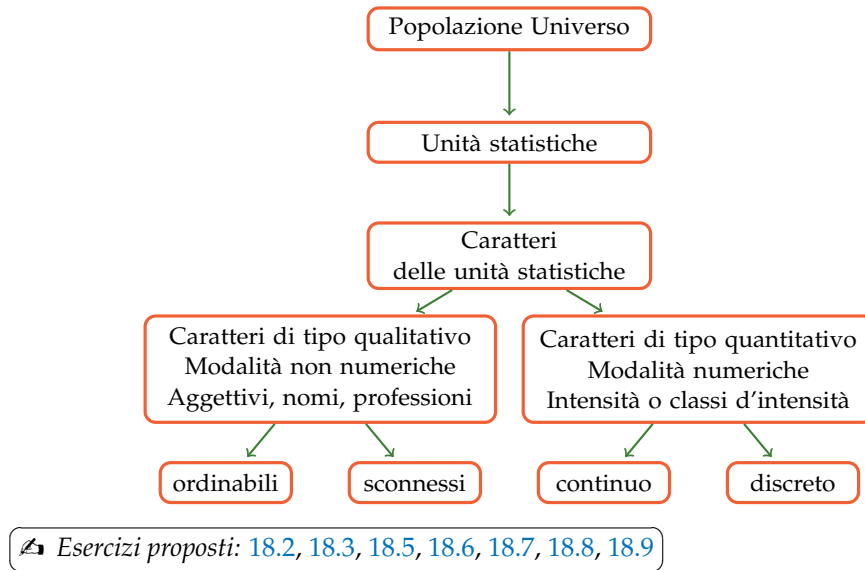 Popolazione Universo
Unità statistiche
Caratteri
delle unità statistiche
Caratteri di tipo qualitativo
Modalità non numeriche
Aggettivi, nomi, professioni
Caratteri di tipo quantitativo
Modalità numeriche
Intensità o classi d'intensità
ordinabili
sconnessi
continuo
discreto
✍ Esercizi proposti: 18.2, 18.3, 18.5, 18.6, 18.7, 18.8, 18.9